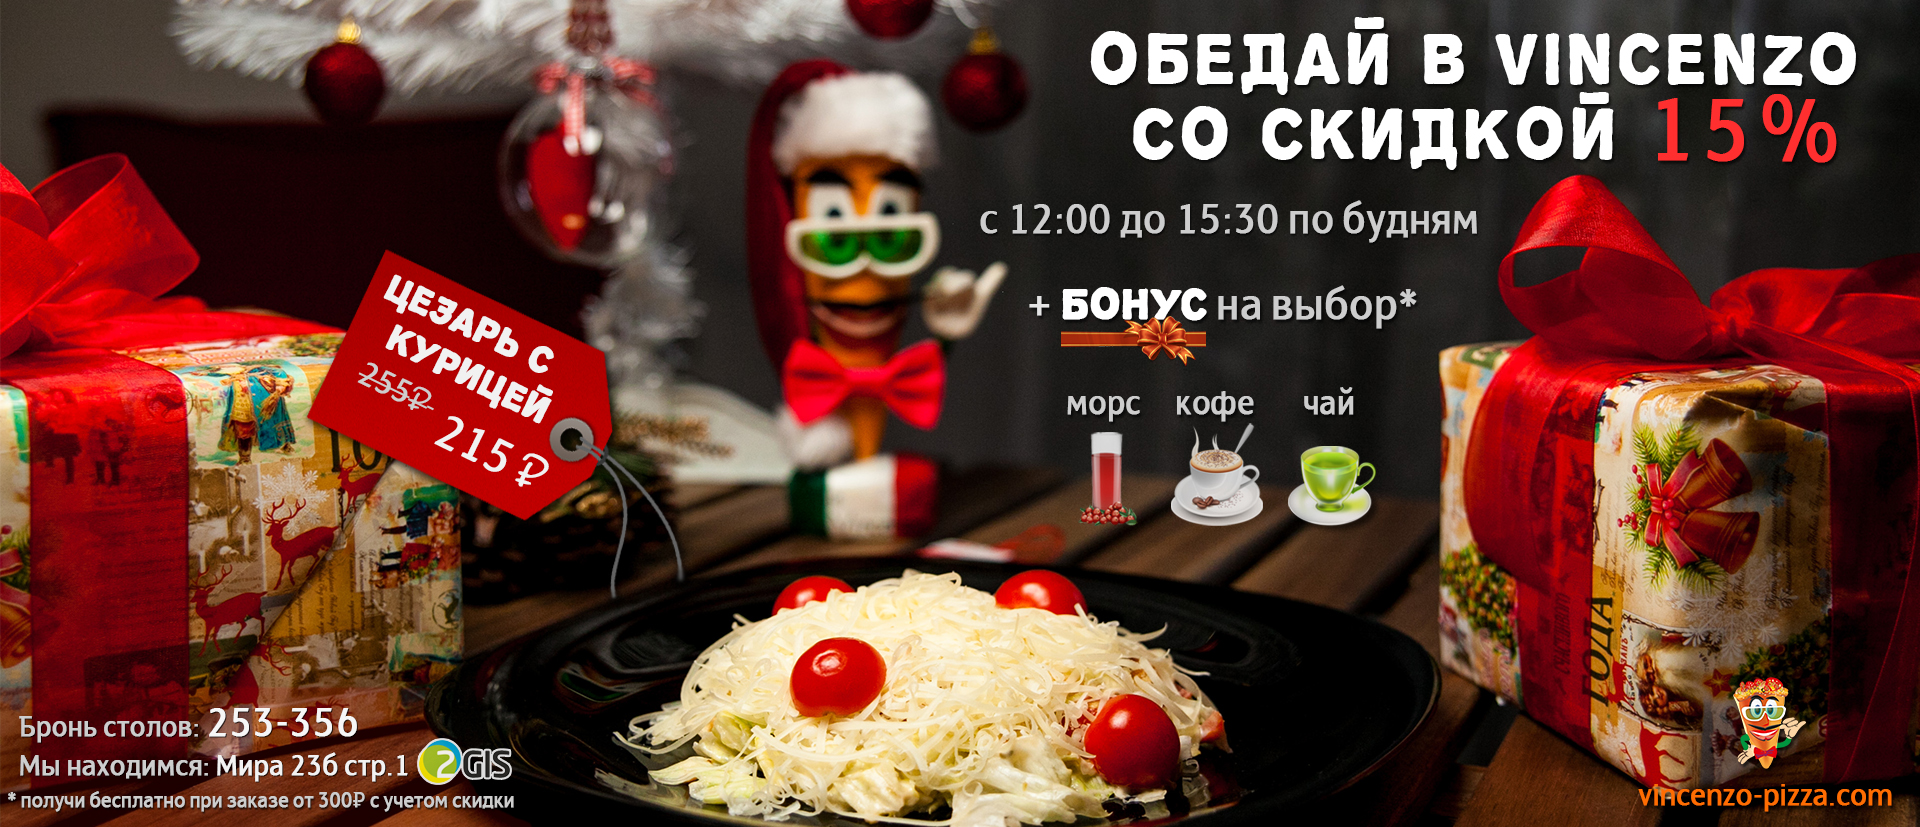 ОБЕДАЙ В VINCENZO
СО СКИДКОЙ 15%
с 12:00 до 15:30 по будням
+ БОНУС на выбор*
морс кофе чай
ЦЕЗАРЬ С
КУРИЦЕЙ
255₽
215 ₽
ГОДА
Бронь столов: 253-356
Мы находимся: Мира 23б стр.1 2GIS
* получи бесплатно при заказе от 300₽ с учетом скидки
vincenzo-pizza.com